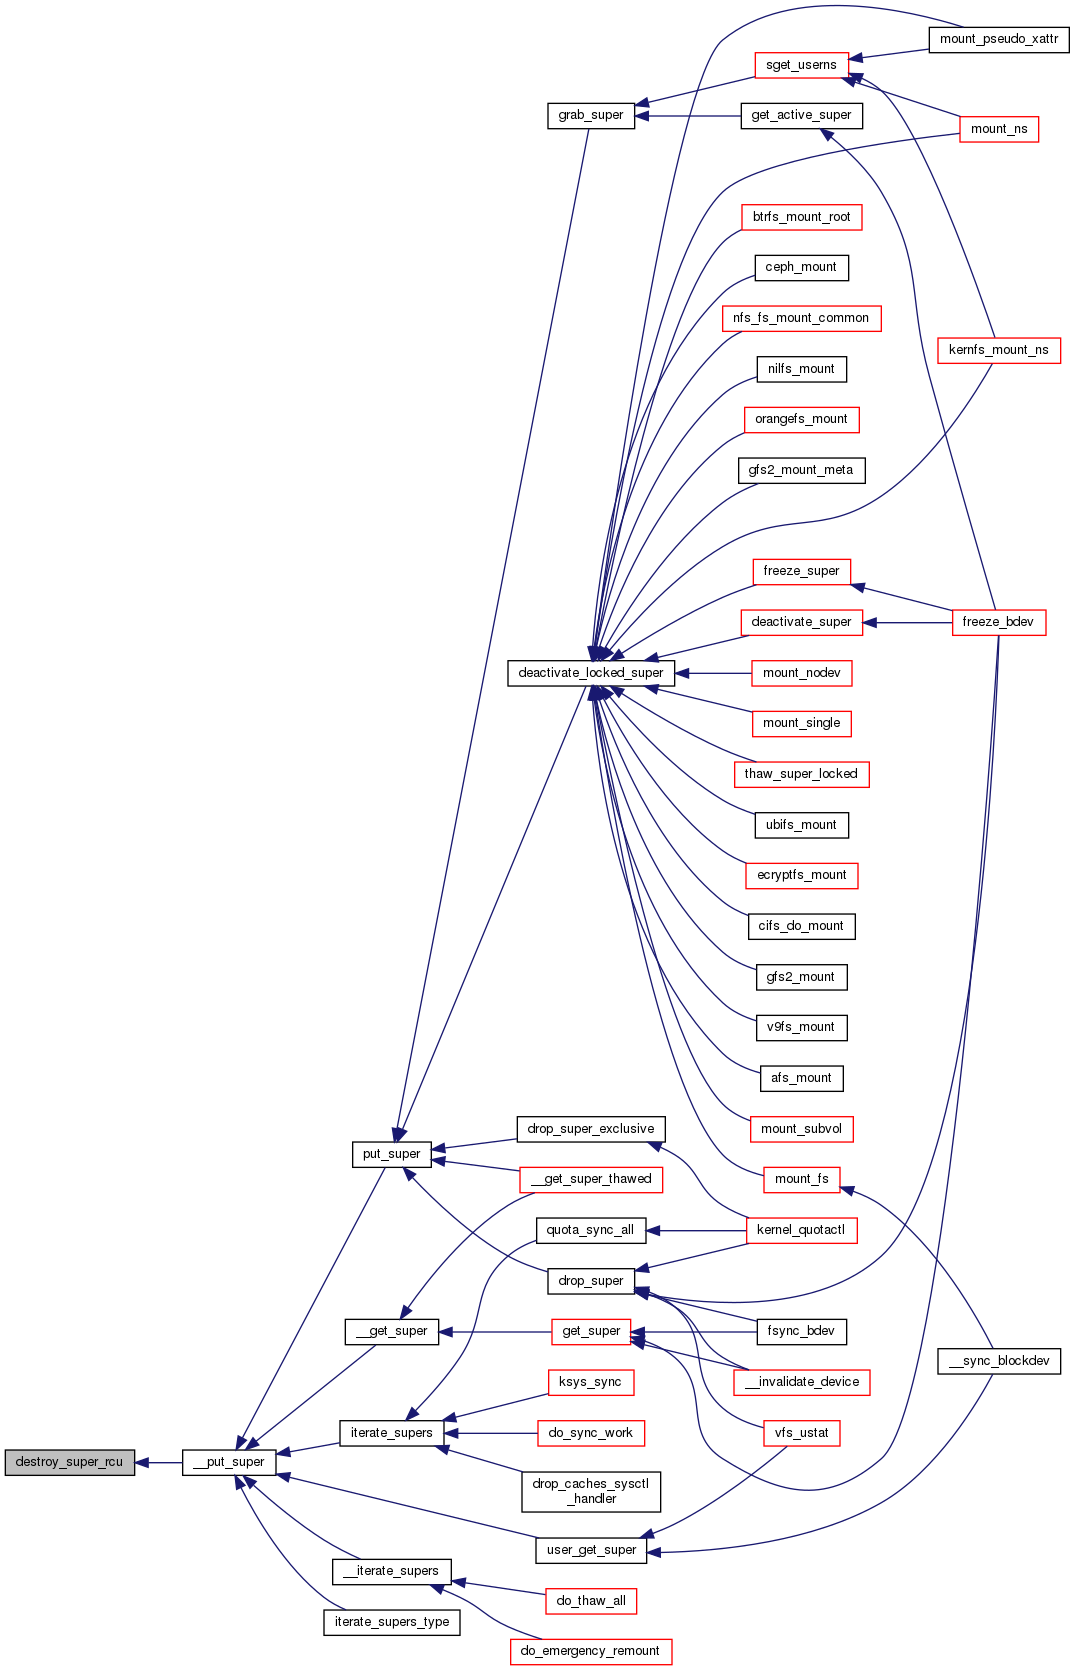 mount_pseudo_xattr
sget_userns
grab_super
get_active_super
mount_ns
btrfs_mount_root
ceph_mount
nfs_fs_mount_common
kernfs_mount_ns
nilfs_mount
orangefs_mount
gfs2_mount_meta
freeze_super
deactivate_super
freeze_bdev
deactivate_locked_super
mount_nodev
mount_single
thaw_super_locked
ubifs_mount
ecryptfs_mount
cifs_do_mount
gfs2_mount
v9fs_mount
afs_mount
drop_super_exclusive
mount_subvol
put_super
__get_super_thawed
mount_fs
quota_sync_all
kernel_quotactl
drop_super
__get_super
get_super
fsync_bdev
__sync_blockdev
ksys_sync
__invalidate_device
iterate_supers
do_sync_work
vfs_ustat
destroy_super_rcu
__put_super
drop_caches_sysctl
_handler
user_get_super
__iterate_supers
do_thaw_all
iterate_supers_type
do_emergency_remount